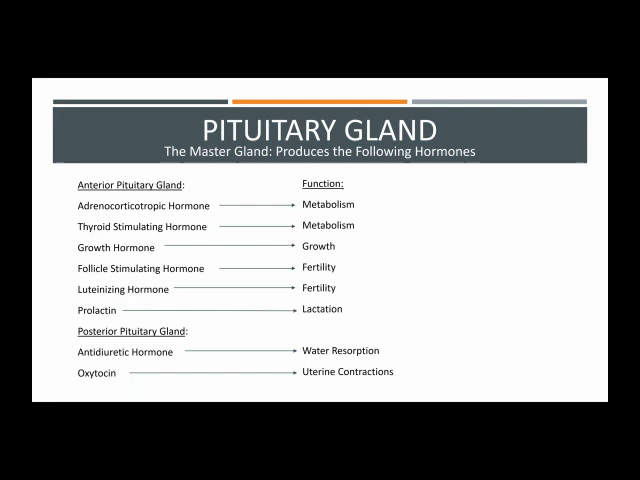 PITUITARY GLAND
The Master Gland: Produces the Following Hormones
Anterior Pituitary Gland: Function:
Adrenocorticotropic Hormone Metabolism
Thyroid Stimulating Hormone Metabolism
Growth Hormone Growth
Follicle Stimulating Hormone Fertility
Luteinizing Hormone Fertility
Prolactin Lactation
Posterior Pituitary Gland:
Antidiuretic Hormone Water Resorption
Oxytocin Uterine Contractions